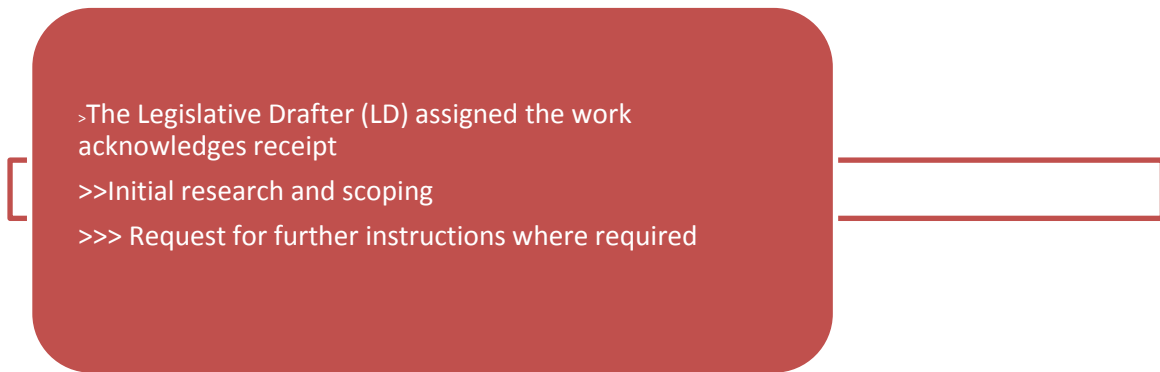 >The Legislative Drafter (LD) assigned the work
acknowledges receipt
>>Initial research and scoping
>>> Request for further instructions where required